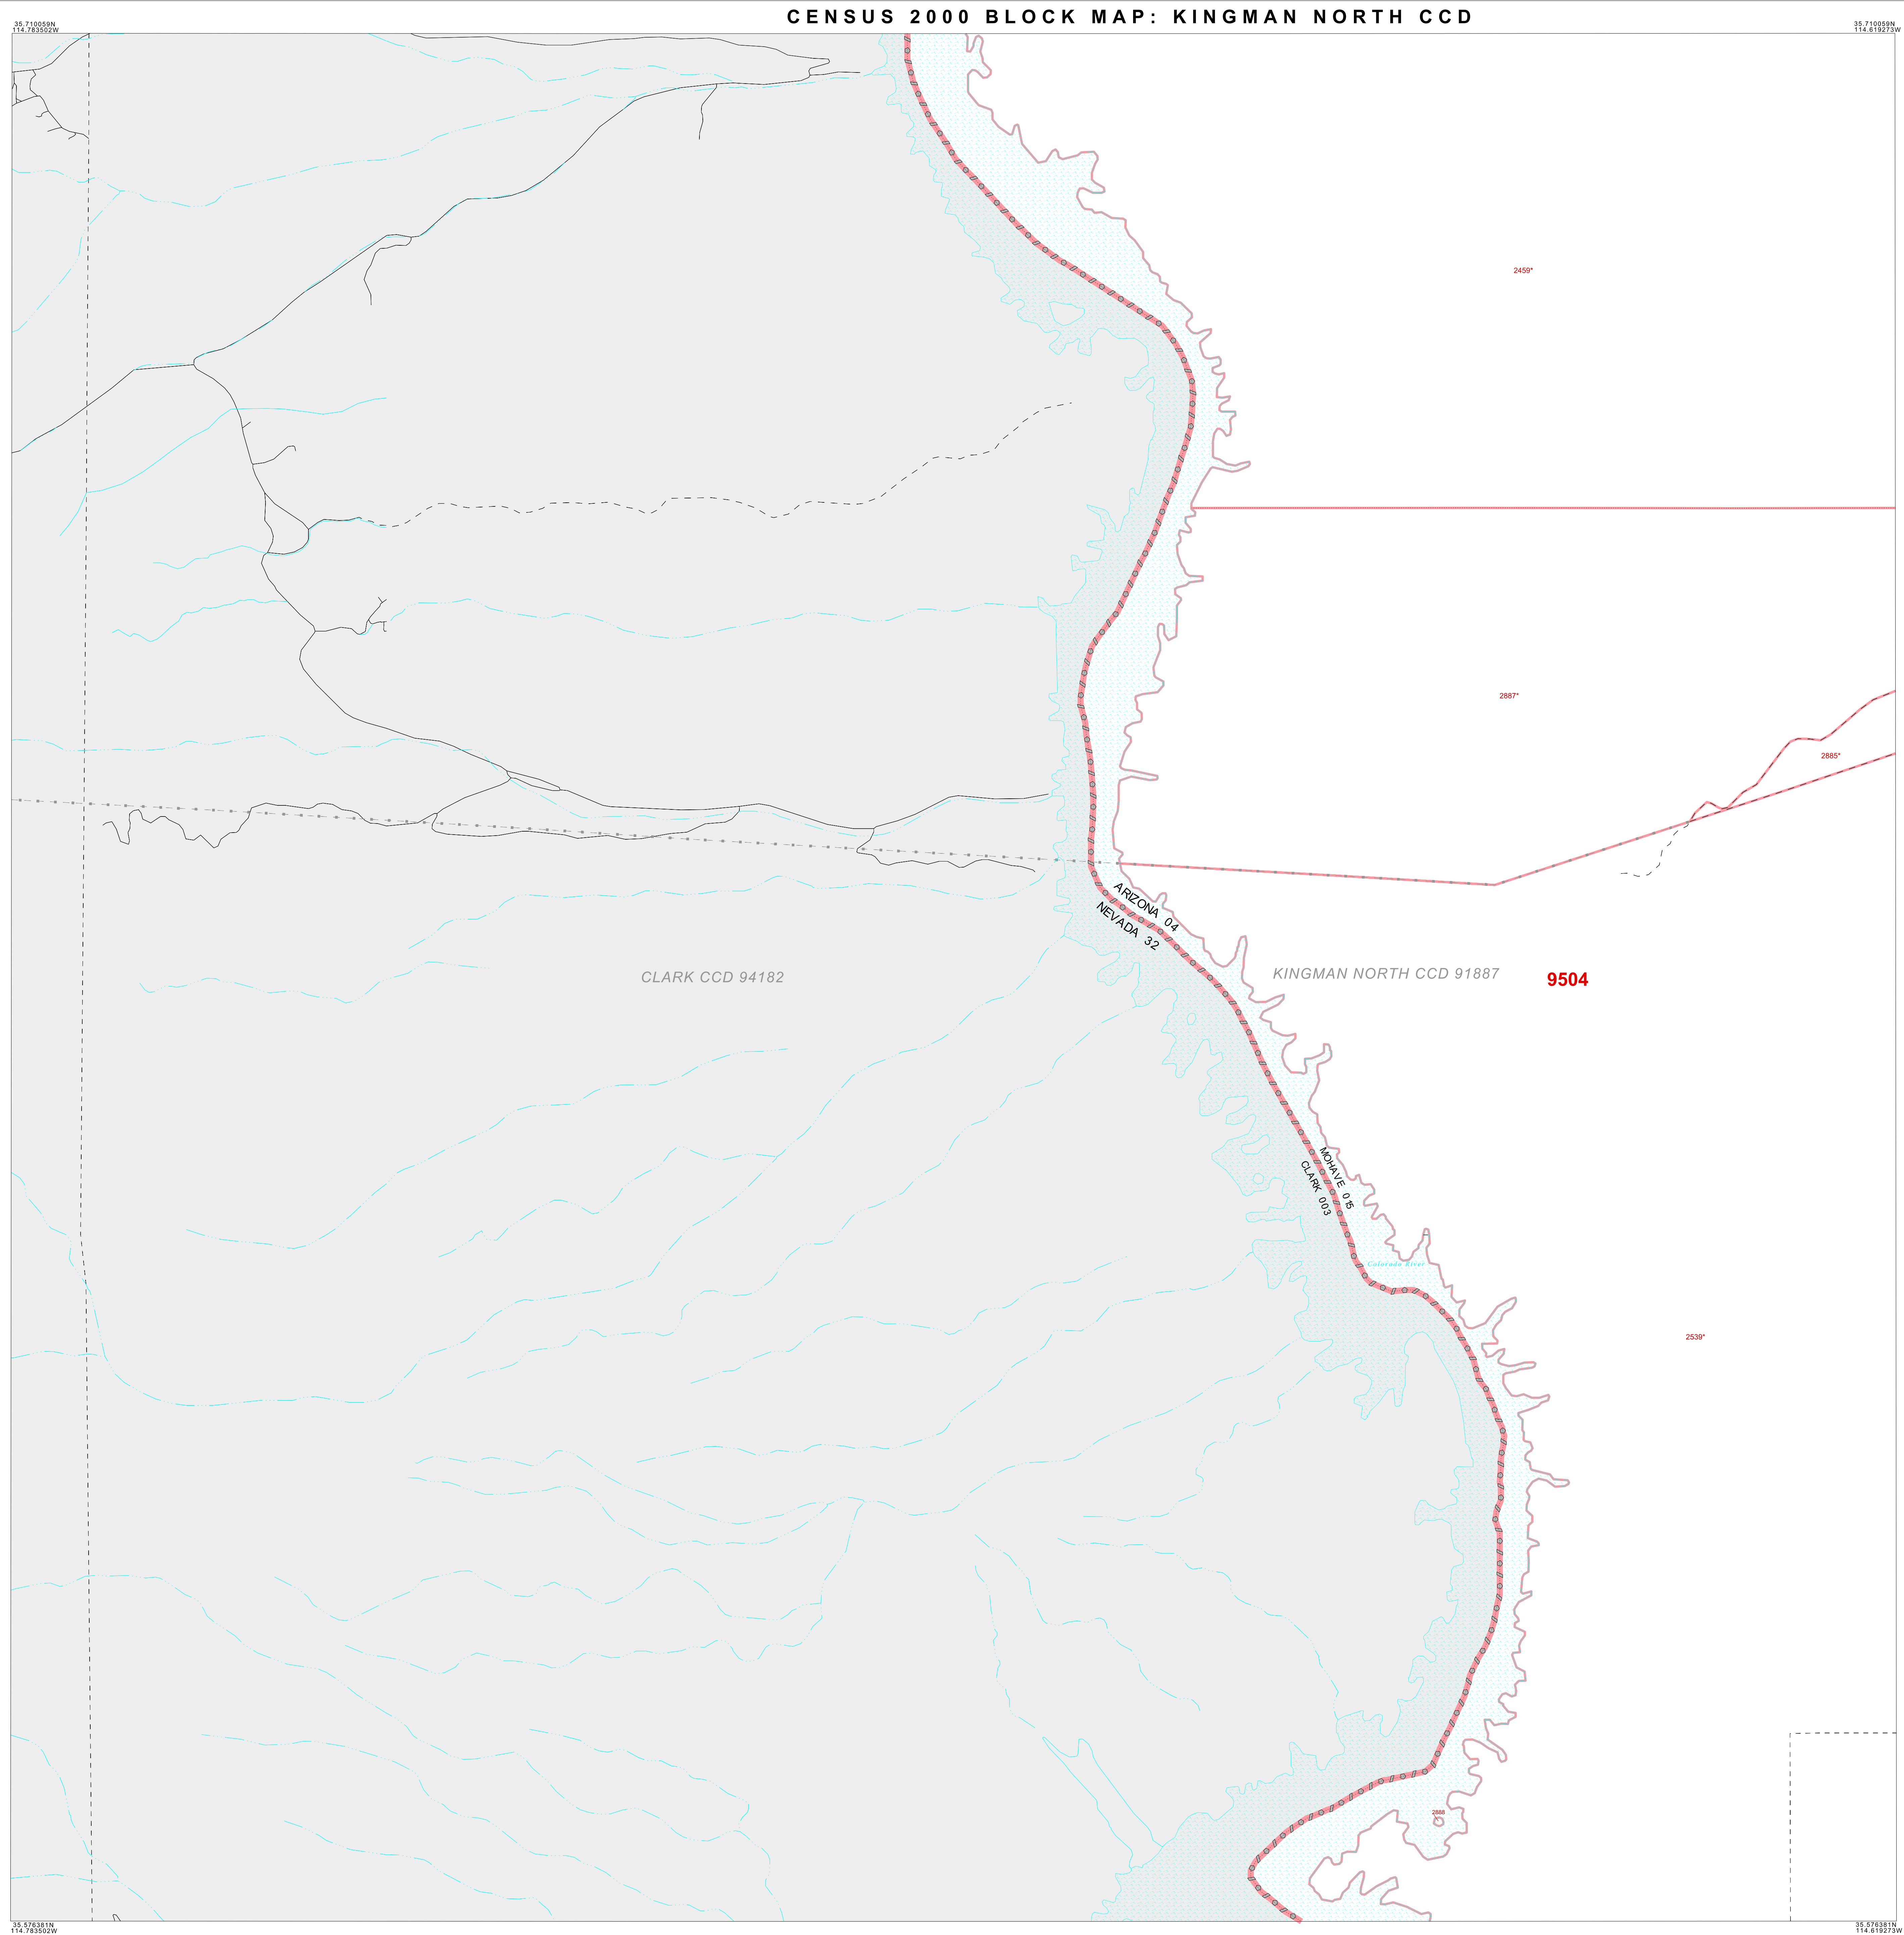 CENSUS 2000 BLOCK MAP: KINGMAN NORTH CCD
35.710059N
114.783502W
35.710059N
114.619273W
2459*
2887*
2885*
ARIZONA 04
NEVADA 32
CLARK CCD 94182
KINGMAN NORTH CCD 91887
9504
MOHAVE 015
CLARK 003
Colorado River
2539*
2888
35.576381N
114.783502W
35.576381N
114.619273W